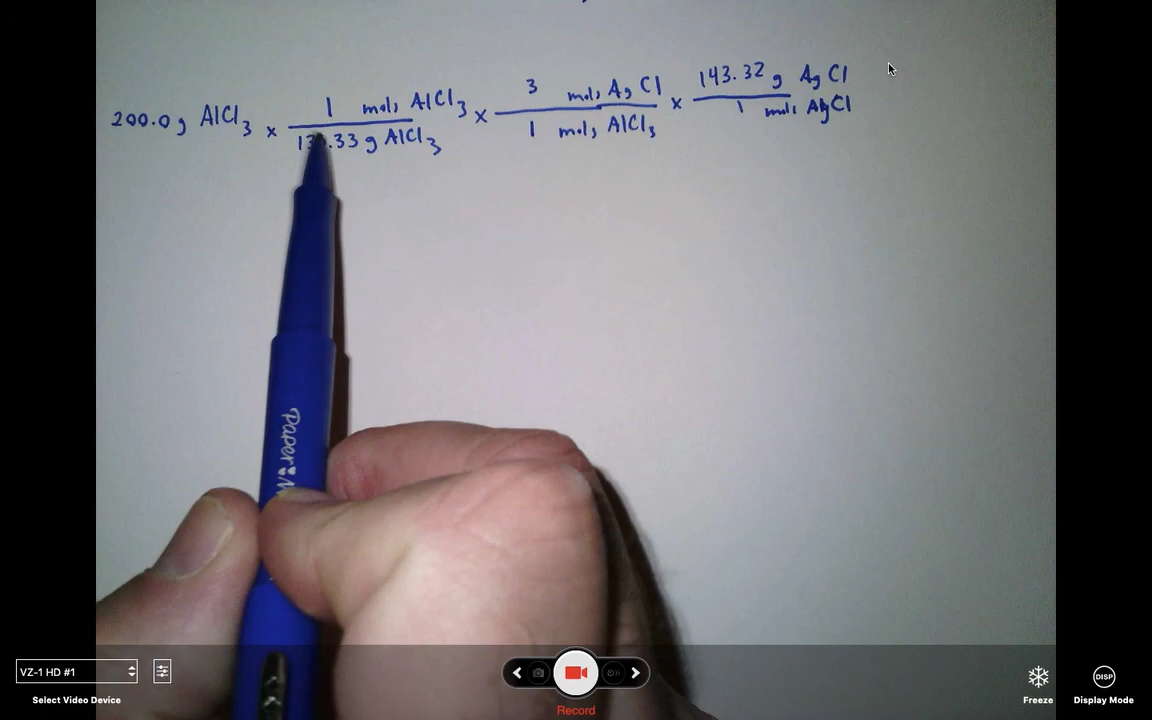 200.0 g AlCl₃ × 1 mols AlCl₃ / 133.33 g AlCl₃ × 3 mols AgCl / 1 mols AlCl₃ × 143.32 g AgCl / 1 mols AgCl
Paper
VZ-1 HD #1
Select Video Device
Record
Freeze
DISP
Display Mode